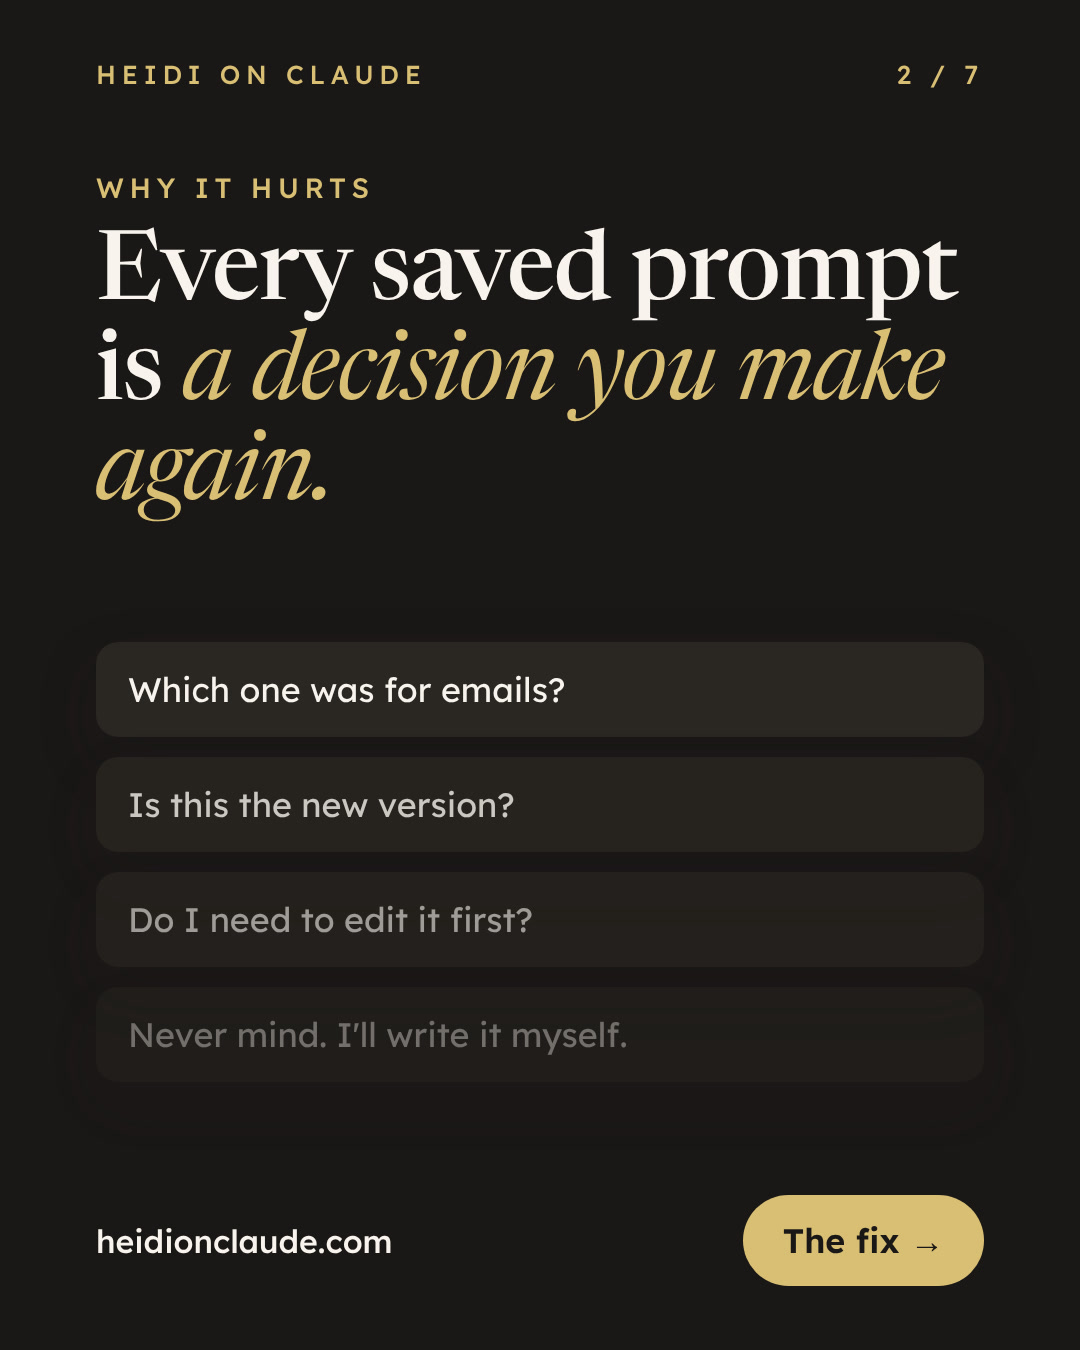 HEIDI ON CLAUDE
2 / 7
WHY IT HURTS
Every saved prompt
is a decision you make
again.
Which one was for emails?
Is this the new version?
Do I need to edit it first?
Never mind. I'll write it myself.
heidionclaude.com
The fix →